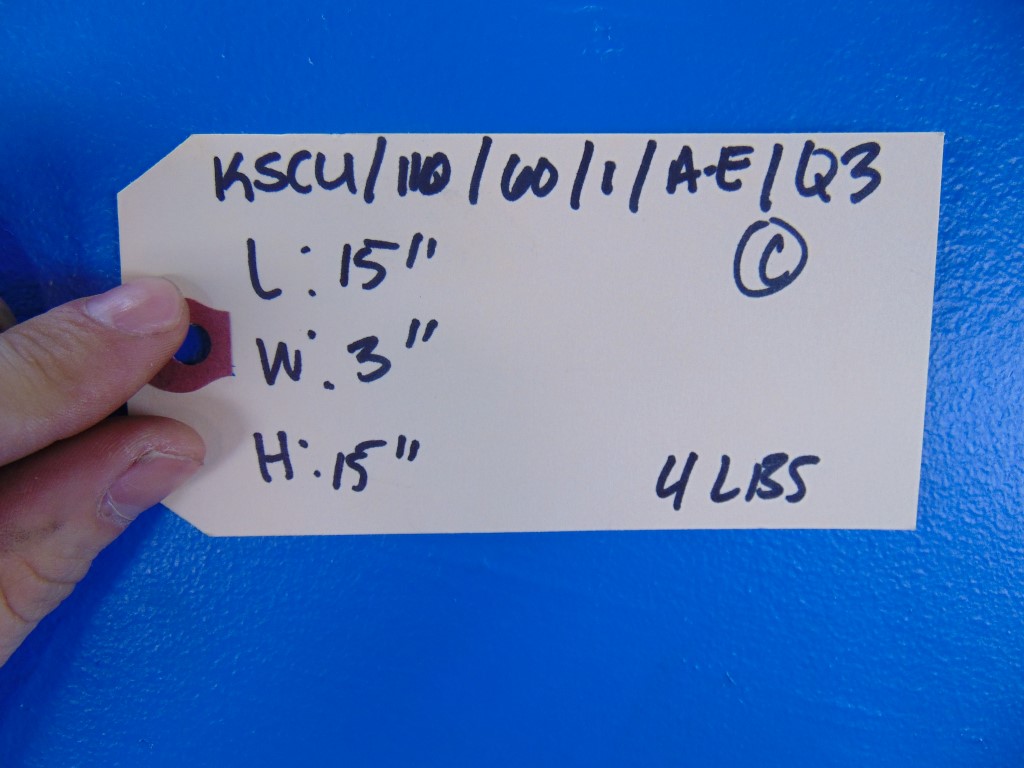 KSCU/110/60/1/A-E/Q3
L: 15"
C
W: 3"
H: 15"
4 LBS